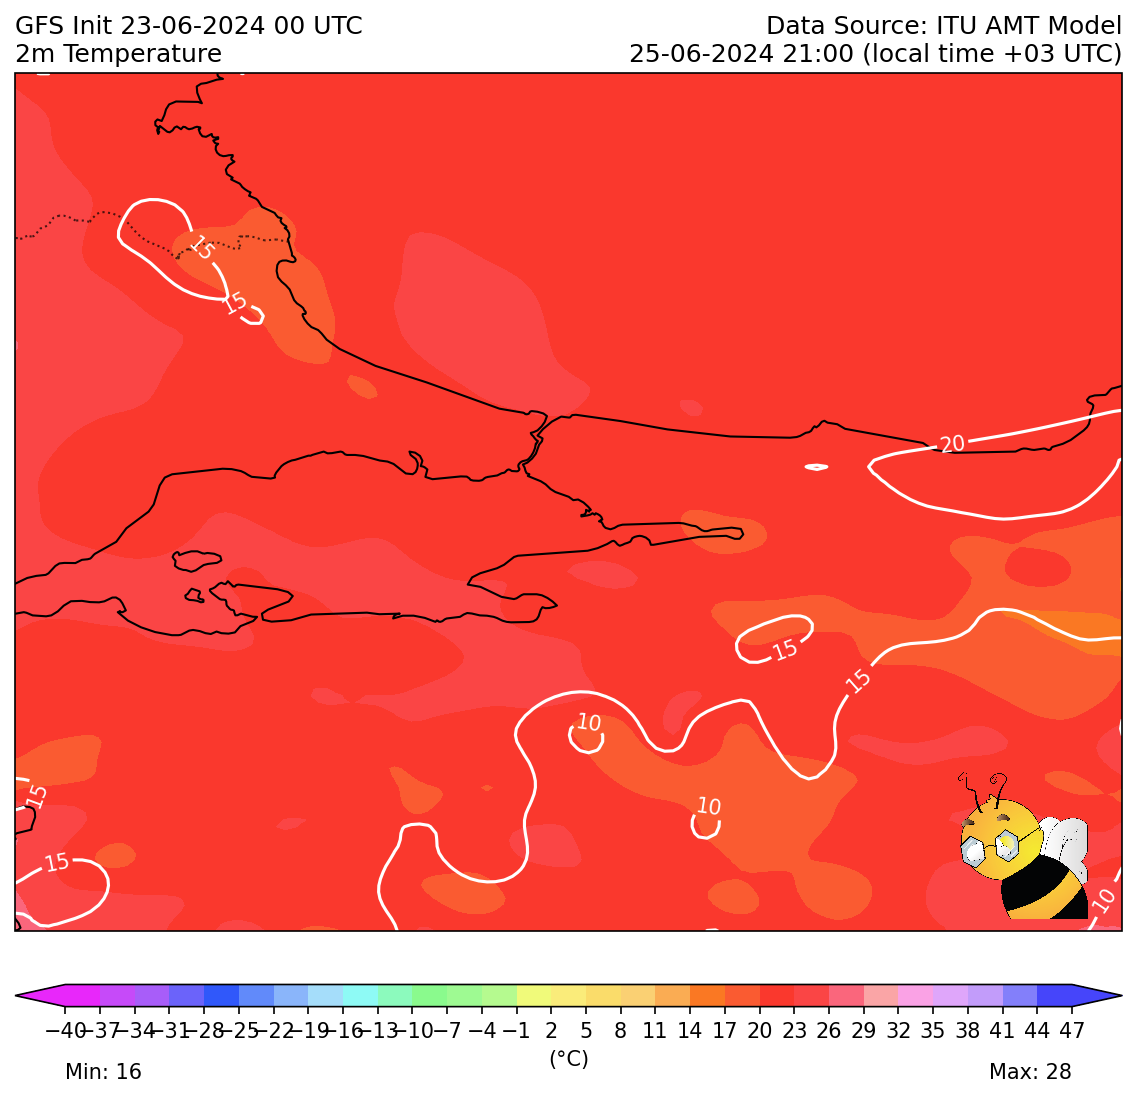 GFS Init 23-06-2024 00 UTC
Data Source: ITU AMT Model
2m Temperature
25-06-2024 21:00 (local time +03 UTC)
15
15
20
15
15
10
15
10
15
10
−40 −37 −34 −31 −28 −25 −22 −19 −16 −13 −10 −7 −4 −1 2 5 8 11 14 17 20 23 26 29 32 35 38 41 44 47
(°C)
Min: 16
Max: 28